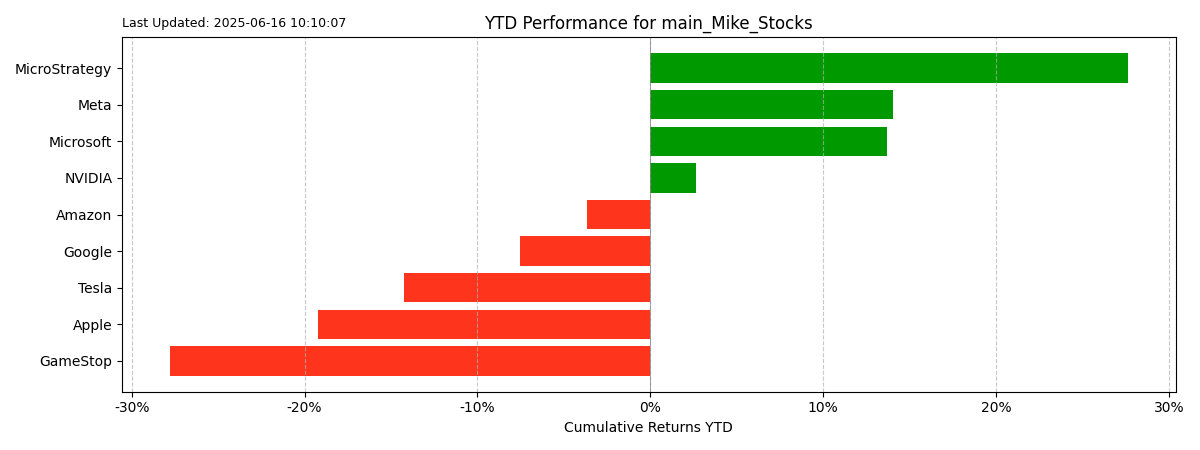 Last Updated: 2025-06-16 10:10:07
YTD Performance for main_Mike_Stocks
MicroStrategy
Meta
Microsoft
NVIDIA
Amazon
Google
Tesla
Apple
GameStop
-30% -20% -10% 0% 10% 20% 30%
Cumulative Returns YTD